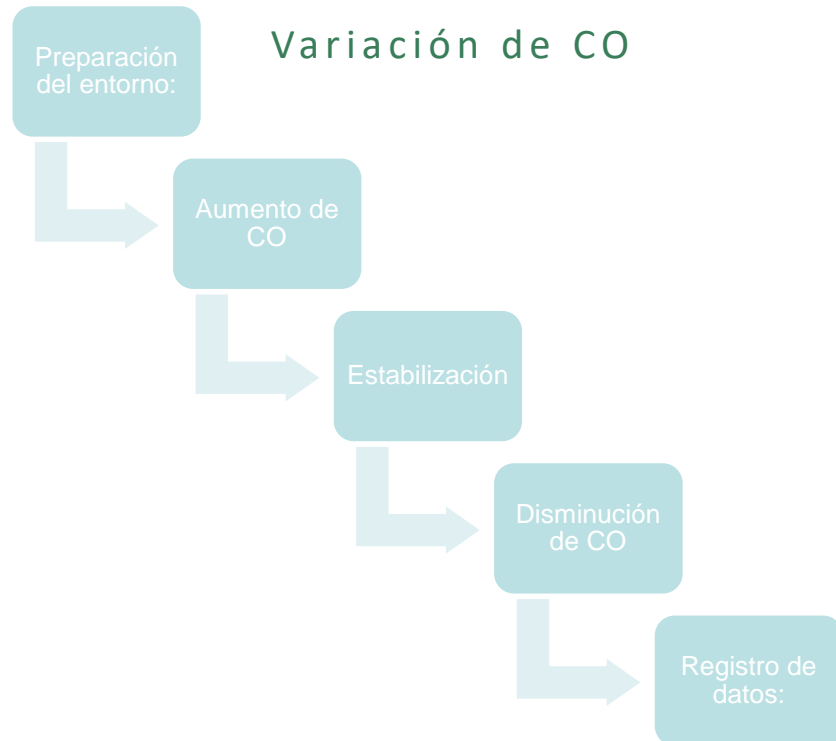 Variación de CO
Preparación
del entorno:
Aumento de
CO
Estabilización
Disminución
de CO
Registro de
datos: